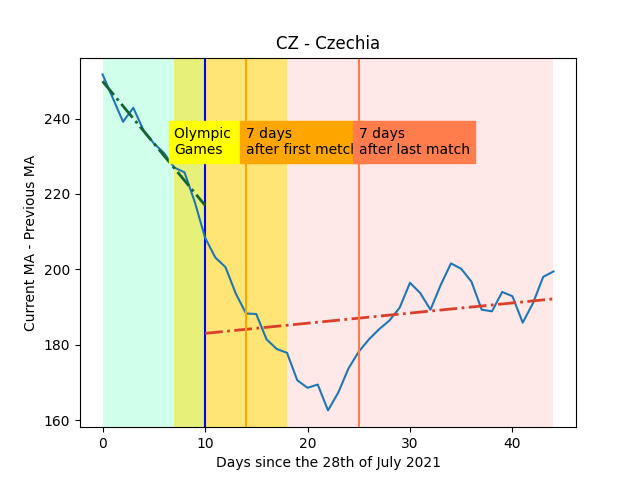 CZ - Czechia
Current MA - Previous MA
240
220
200
180
160
Olympic
Games
7 days
after first metcl
7 days
after last match
0
10
20
30
40
Days since the 28th of July 2021